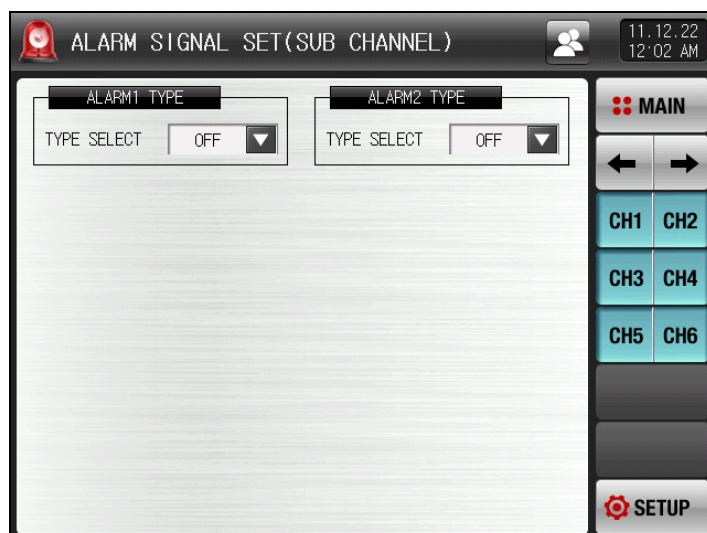 ALARM SIGNAL SET(SUB CHANNEL)
11.12.22
12:02 AM
ALARM1 TYPE
TYPE SELECT OFF
ALARM2 TYPE
TYPE SELECT OFF
MAIN
CH1 CH2
CH3 CH4
CH5 CH6
SETUP